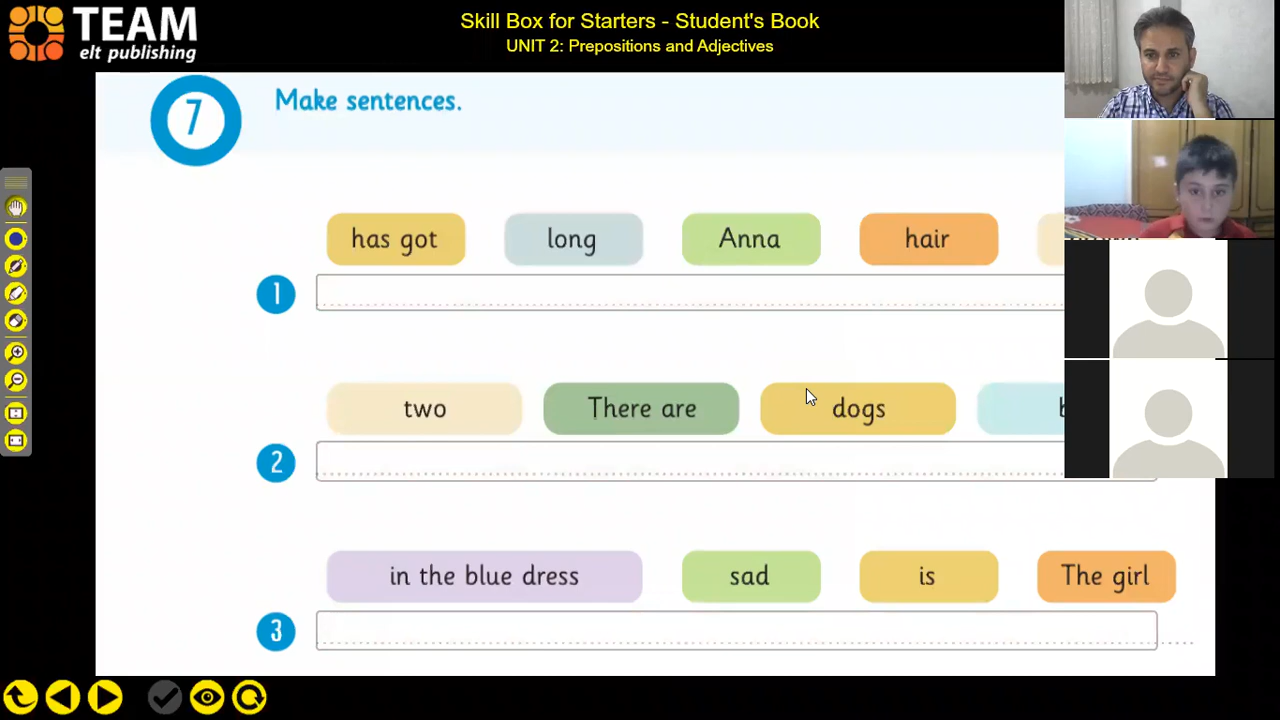 TEAM
elt publishing
Skill Box for Starters - Student's Book
UNIT 2: Prepositions and Adjectives
7
Make sentences.
has got long Anna hair
1
two There are dogs
2
in the blue dress sad is The girl
3